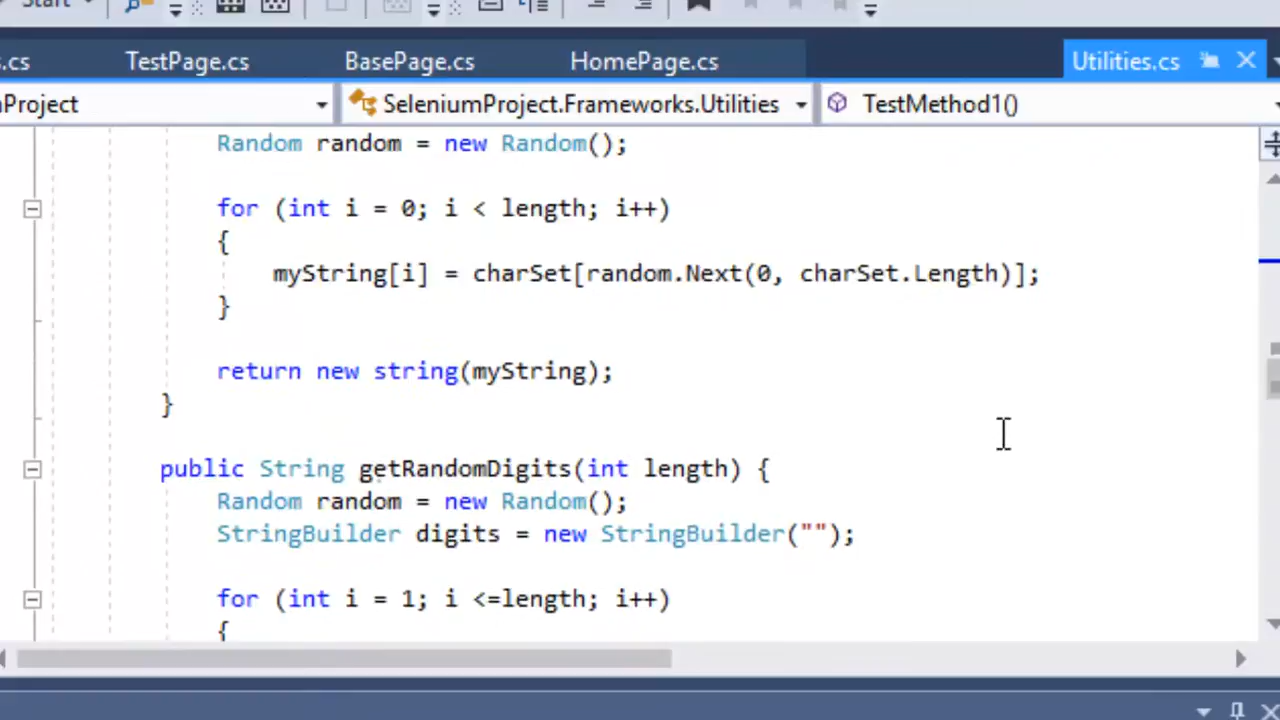 Start
s.cs TestPage.cs BasePage.cs HomePage.cs Utilities.cs
Project SeleniumProject.Frameworks.Utilities TestMethod1()
Random random = new Random();
for (int i = 0; i < length; i++)
{
myString[i] = charSet[random.Next(0, charSet.Length)];
}
return new string(myString);
}
public String getRandomDigits(int length) {
Random random = new Random();
StringBuilder digits = new StringBuilder("");
for (int i = 1; i <=length; i++)
{